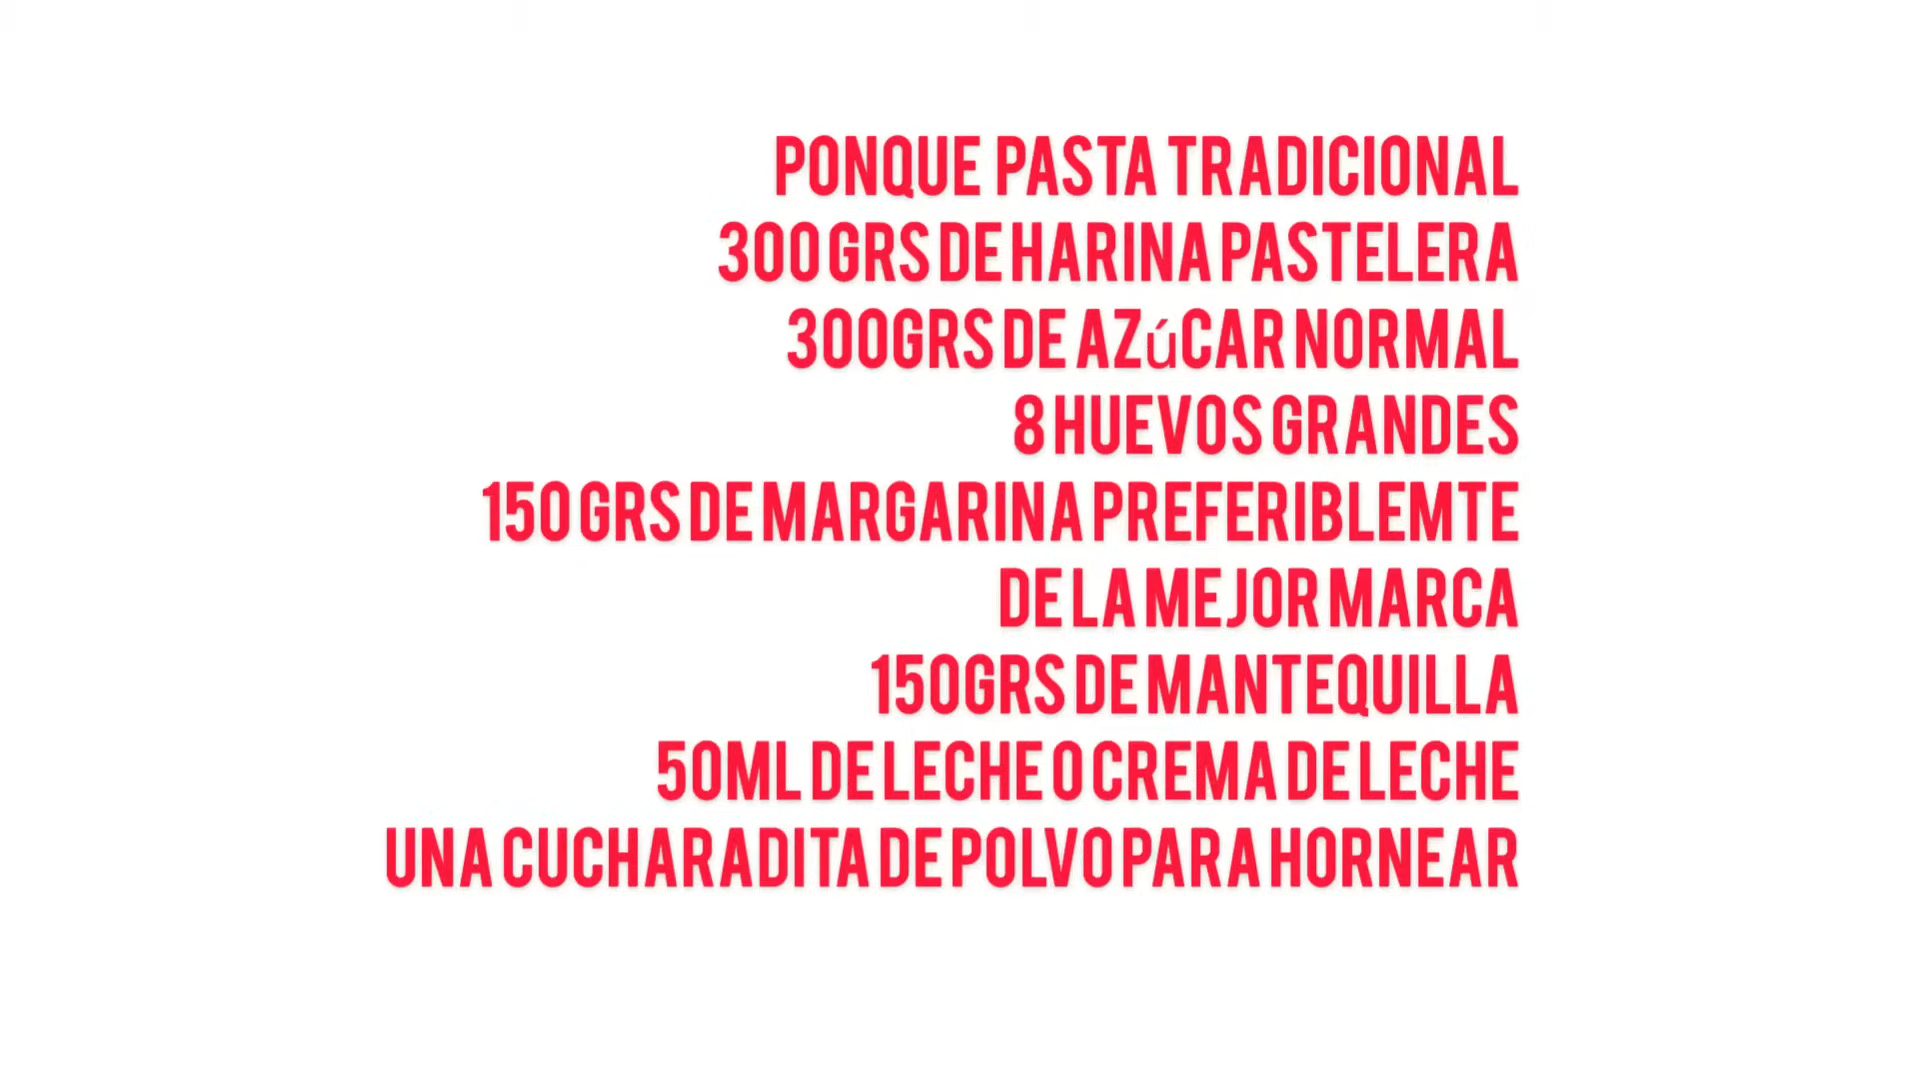 PONQUE PASTA TRADICIONAL
300 GRS DE HARINA PASTELERA
300GRS DE AZúCAR NORMAL
8 HUEVOS GRANDES
150 GRS DE MARGARINA PREFERIBLEMTE
DE LA MEJOR MARCA
150GRS DE MANTEQUILLA
50ML DE LECHE O CREMA DE LECHE
UNA CUCHARADITA DE POLVO PARA HORNEAR